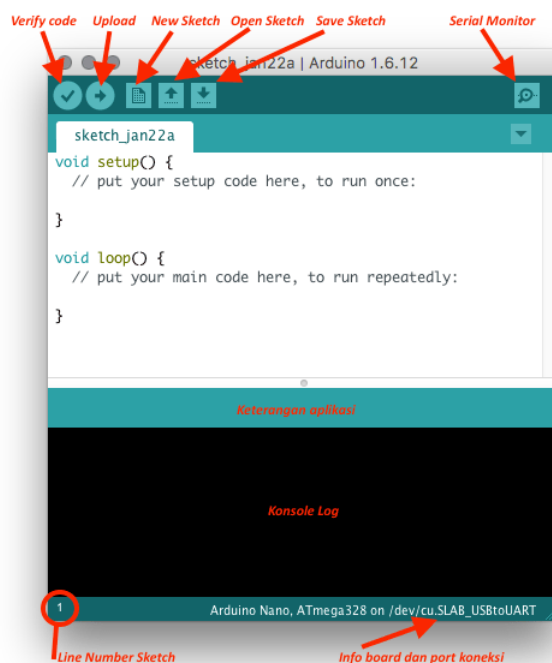 Verify code Upload New Sketch Open Sketch Save Sketch Serial Monitor
sketch_jan22a | Arduino 1.6.12
sketch_jan22a
void setup() {
// put your setup code here, to run once:
}
void loop() {
// put your main code here, to run repeatedly:
}
Keterangan aplikasi
Konsole Log
1
Arduino Nano, ATmega328 on /dev/cu.SLAB_USBtoUART
Line Number Sketch
Info board dan port koneksi